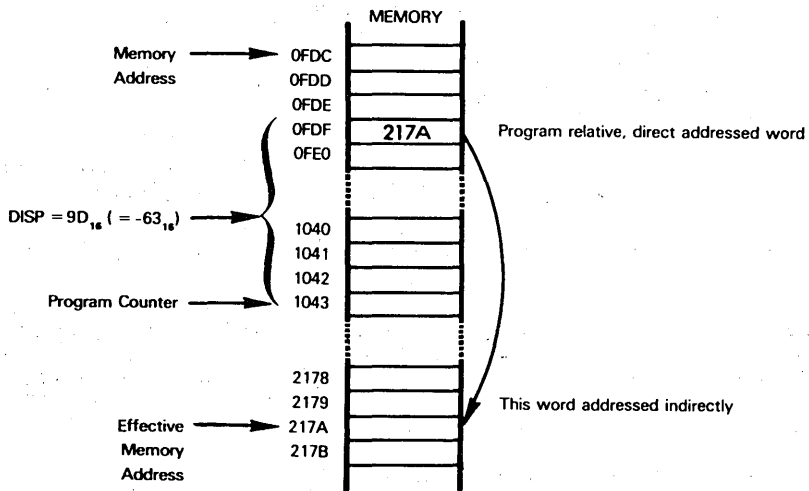 MEMORY
Memory
Address
0FDC
0FDD
0FDE
0FDF
217A
Program relative, direct addressed word
0FE0
DISP = 9D₁₆ ( = -63₁₆)
1040
1041
1042
Program Counter
1043
2178
2179
This word addressed indirectly
Effective
Memory
Address
217A
217B